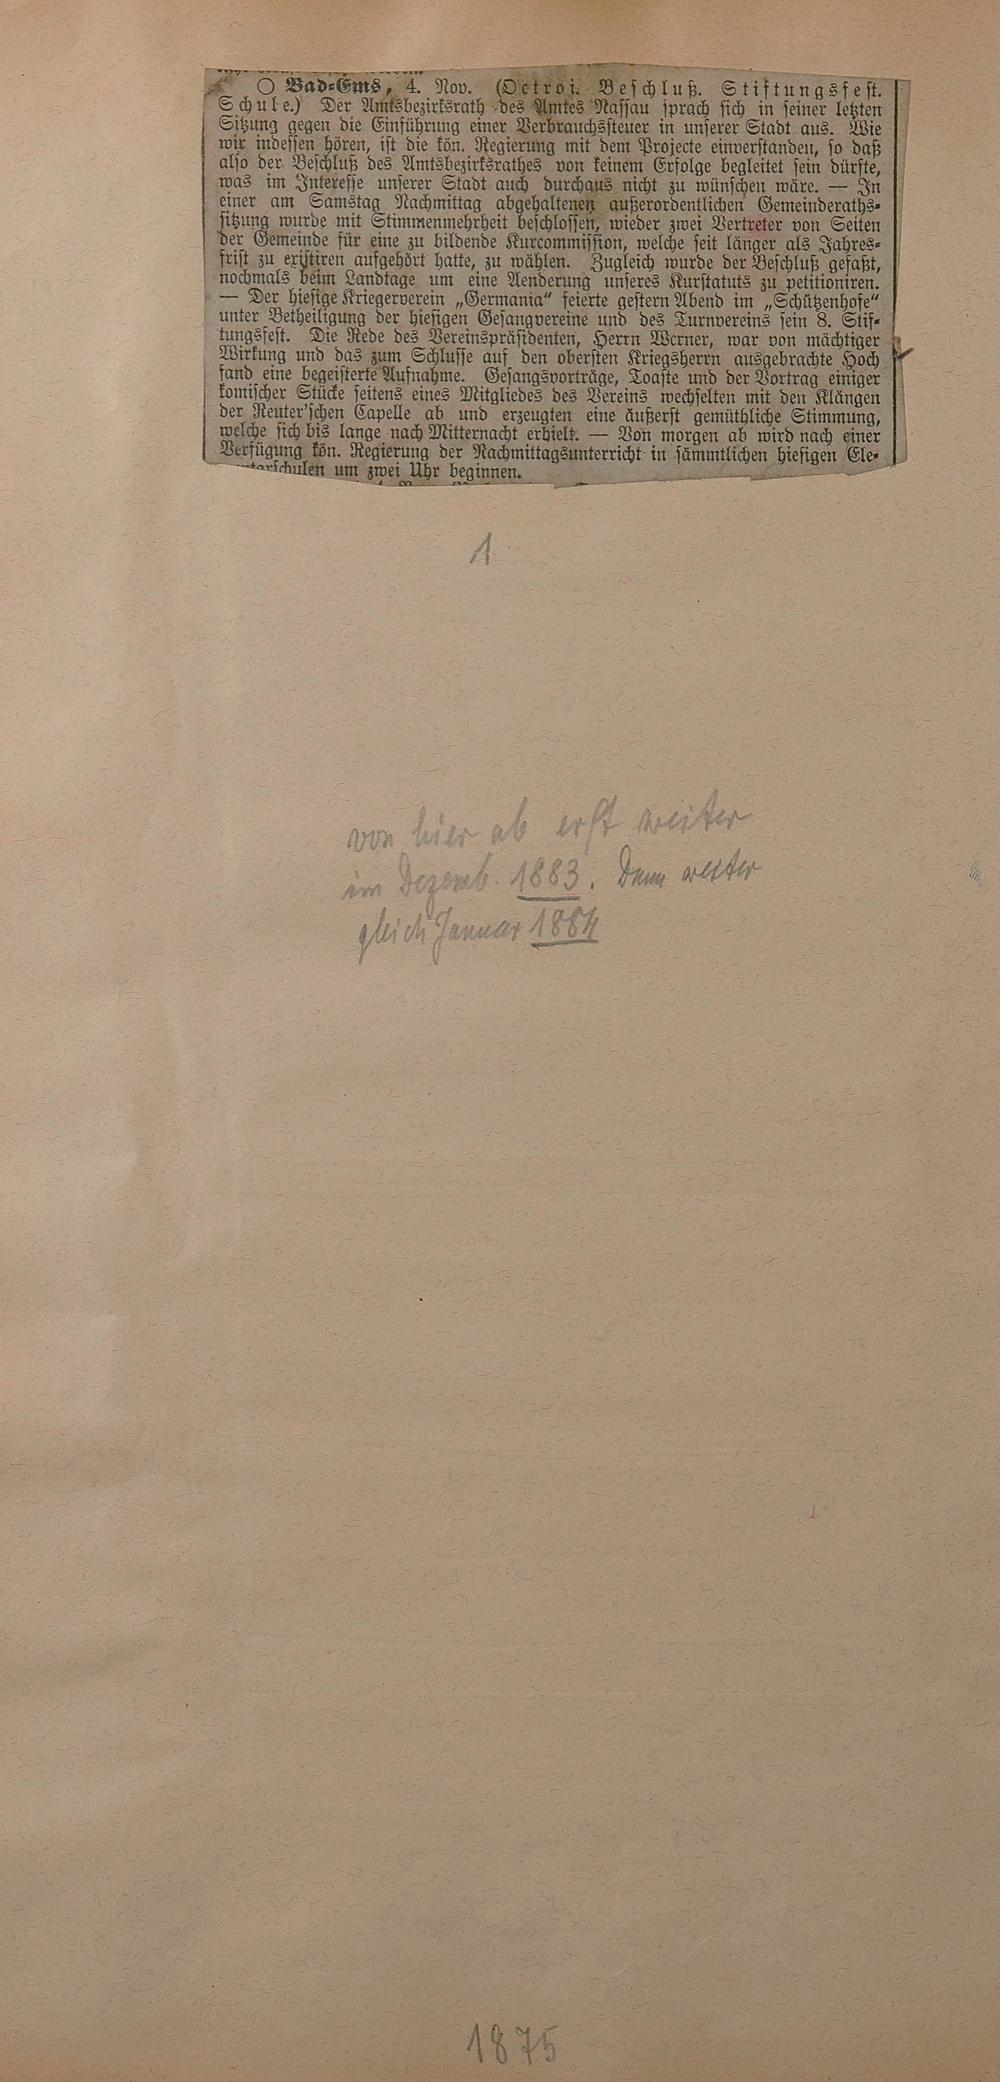 ○ Bad-Ems, 4. Nov. (Octroi. Beschluß. Stiftungsfest.
Schule.) Der Amtsbezirksrath des Amtes Nassau sprach sich in seiner letzten
Sitzung gegen die Einführung einer Verbrauchssteuer in unserer Stadt aus. Wie
wir indessen hören, ist die kön. Regierung mit dem Projecte einverstanden, so daß
also der Beschluß des Amtsbezirksrathes von keinem Erfolge begleitet sein dürfte,
was im Interesse unserer Stadt auch durchaus nicht zu wünschen wäre. — In
einer am Samstag Nachmittag abgehaltenen außerordentlichen Gemeinderaths-
sitzung wurde mit Stimmenmehrheit beschlossen, wieder zwei Vertreter von Seiten
der Gemeinde für eine zu bildende Kurcommission, welche seit länger als Jahres-
frist zu existiren aufgehört hatte, zu wählen. Zugleich wurde der Beschluß gefaßt,
nochmals beim Landtage um eine Aenderung unseres Kurstatuts zu petitioniren.
— Der hiesige Kriegerverein „Germania“ feierte gestern Abend im „Schützenhofe“
unter Betheiligung der hiesigen Gesangvereine und des Turnvereins sein 8. Stif-
tungsfest. Die Rede des Vereinspräsidenten, Herrn Werner, war von mächtiger
Wirkung und das zum Schlusse auf den obersten Kriegsherrn ausgebrachte Hoch
fand eine begeisterte Aufnahme. Gesangsvorträge, Toaste und der Vortrag einiger
komischer Stücke seitens eines Mitgliedes des Vereins wechselten mit den Klängen
der Reuter'schen Capelle ab und erzeugten eine äußerst gemüthliche Stimmung,
welche sich bis lange nach Mitternacht erhielt. — Von morgen ab wird nach einer
Verfügung kön. Regierung der Nachmittagsunterricht in sämmtlichen hiesigen Ele-
mentarschulen um zwei Uhr beginnen.
1
von hier ab erst weiter
im Dezemb. 1883. Dann weiter
gleich Januar 1884
1875